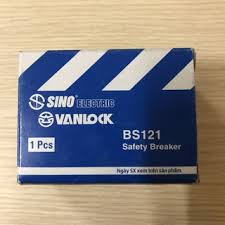 SINO ELECTRIC
VANLOCK
1 Pcs
BS121
Safety Breaker
Ngày SX xem trên sản phẩm